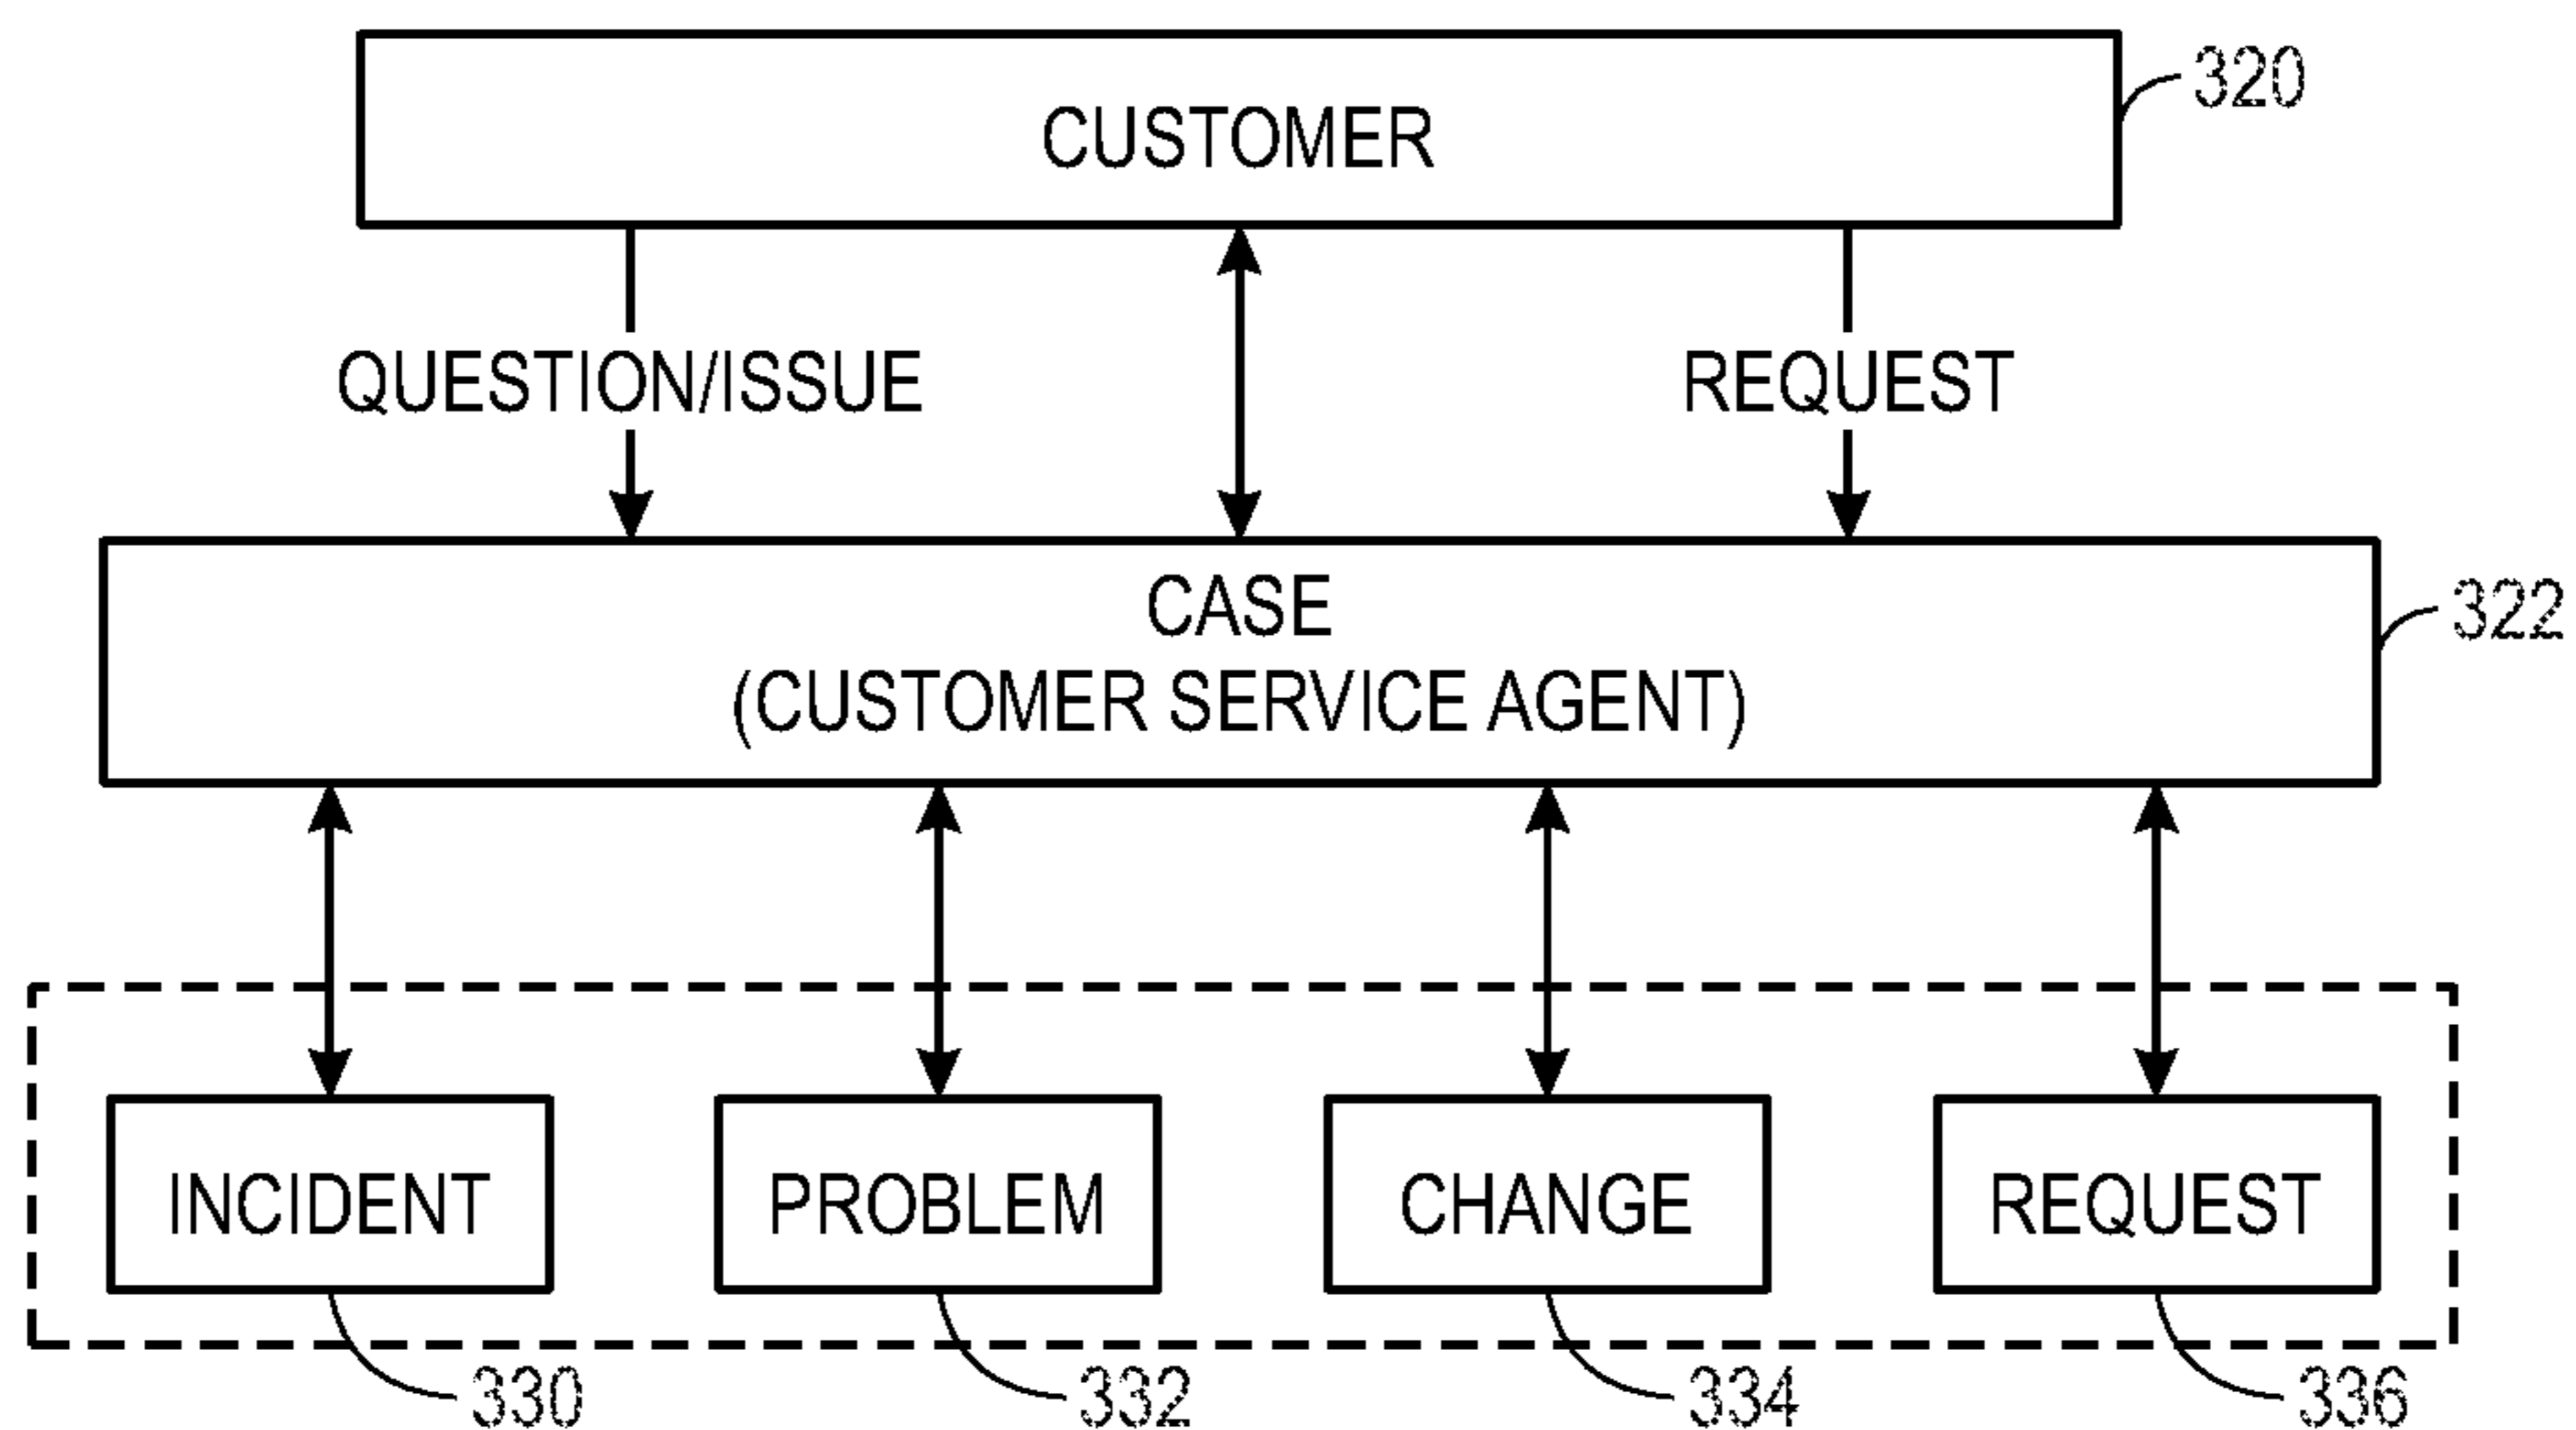 CUSTOMER
320
QUESTION/ISSUE
REQUEST
CASE
(CUSTOMER SERVICE AGENT)
322
INCIDENT
PROBLEM
CHANGE
REQUEST
330
332
334
336